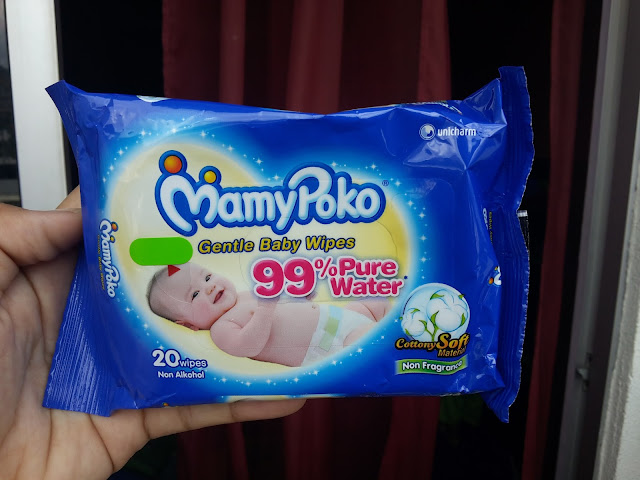 unicharm
MamyPoko®
Gentle Baby Wipes
99% Pure
Water*
MamyPoko
20 wipes
Non Alkohol
Cottony Soft
Non Fragrance